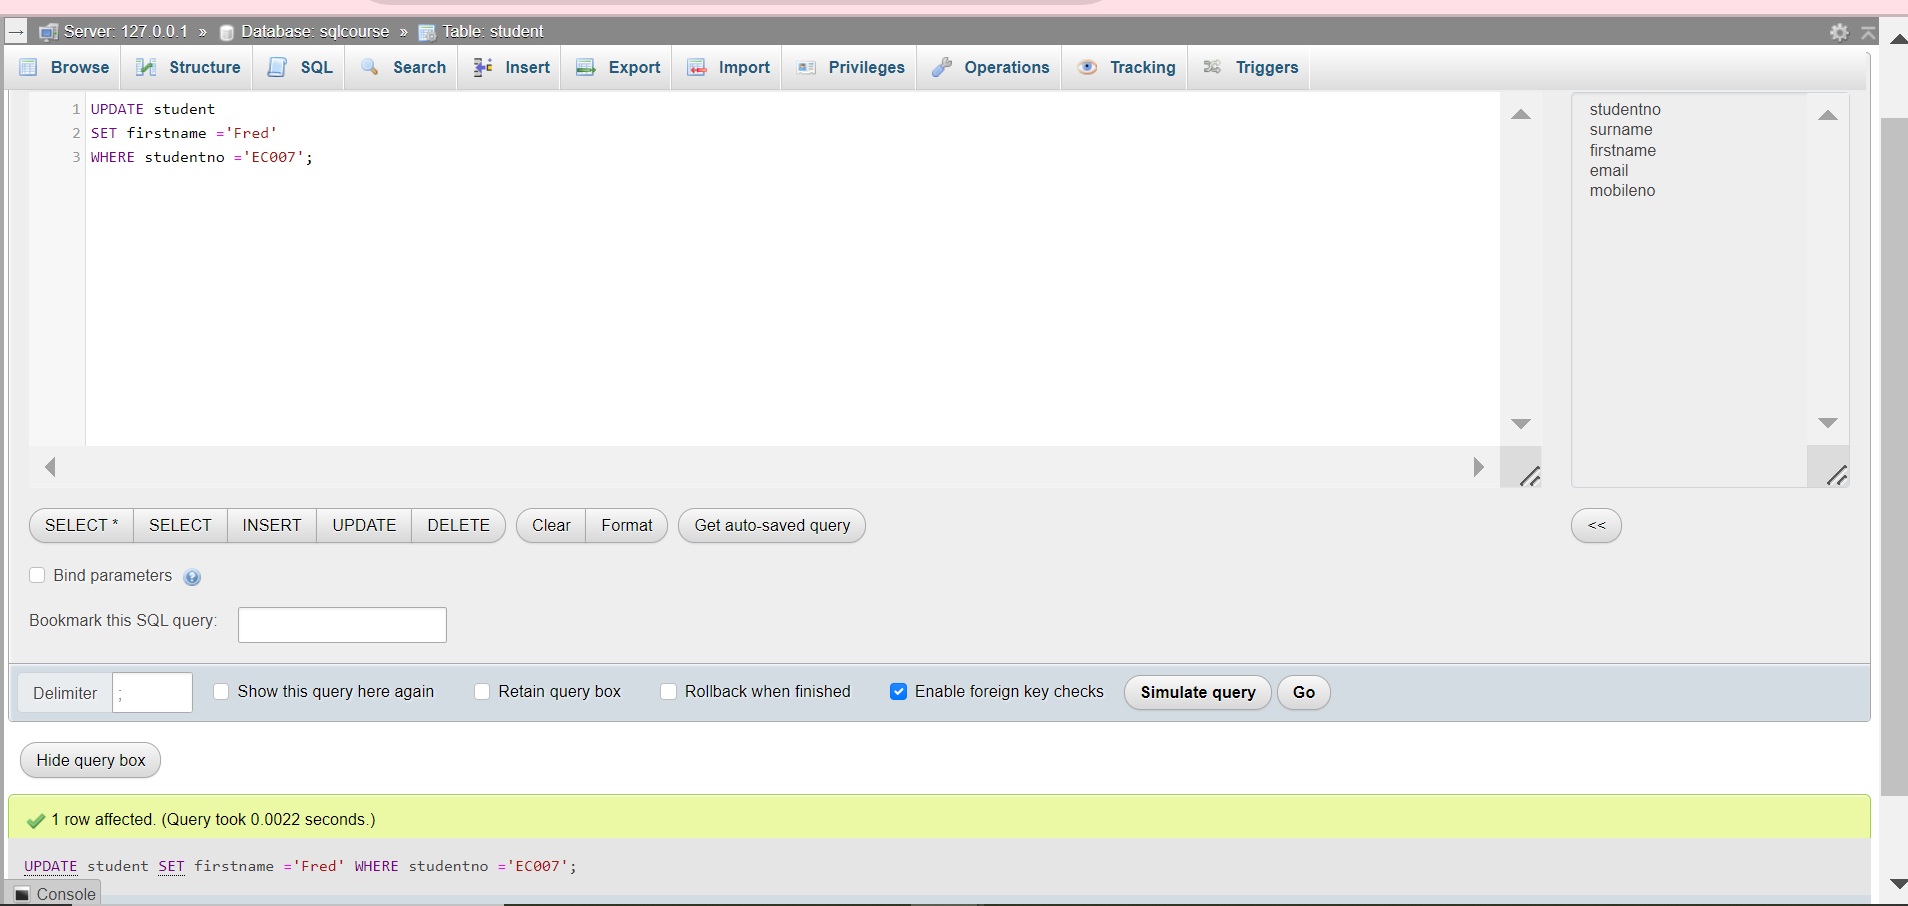 Server: 127.0.0.1 » Database: sqlcourse » Table: student
Browse Structure SQL Search Insert Export Import Privileges Operations Tracking Triggers
1 UPDATE student
2 SET firstname ='Fred'
3 WHERE studentno ='EC007';
studentno
surname
firstname
email
mobileno
SELECT * SELECT INSERT UPDATE DELETE Clear Format Get auto-saved query <<
Bind parameters
Bookmark this SQL query:
Delimiter ; Show this query here again Retain query box Rollback when finished Enable foreign key checks Simulate query Go
Hide query box
1 row affected. (Query took 0.0022 seconds.)
UPDATE student SET firstname ='Fred' WHERE studentno ='EC007';
Console